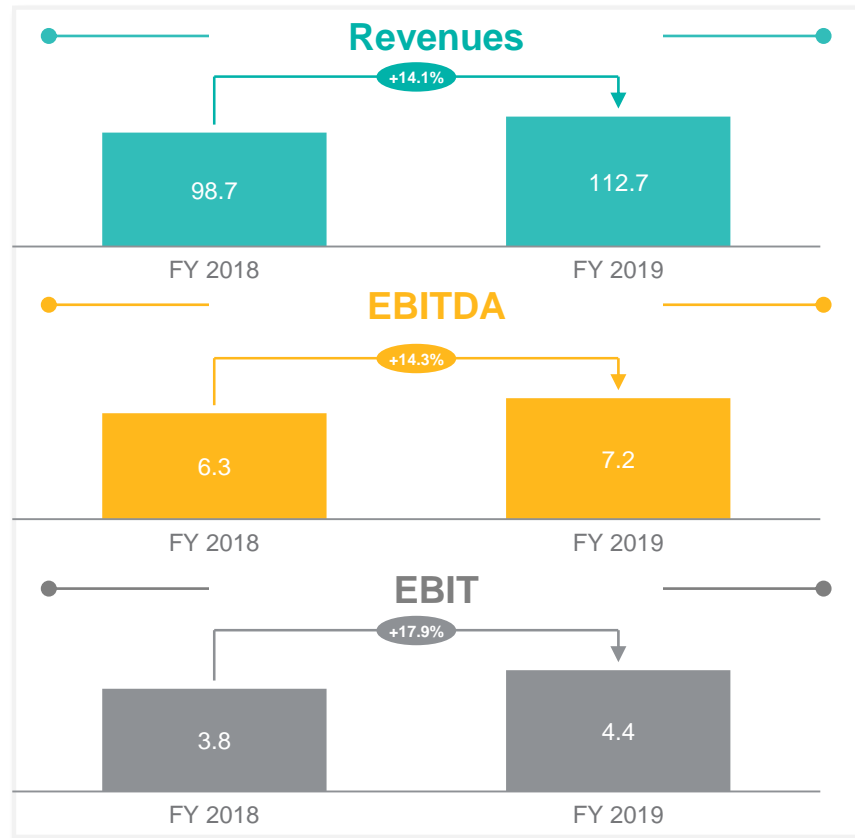 Revenues
+14.1%
98.7
112.7
FY 2018
FY 2019
EBITDA
+14.3%
6.3
7.2
FY 2018
FY 2019
EBIT
+17.9%
3.8
4.4
FY 2018
FY 2019